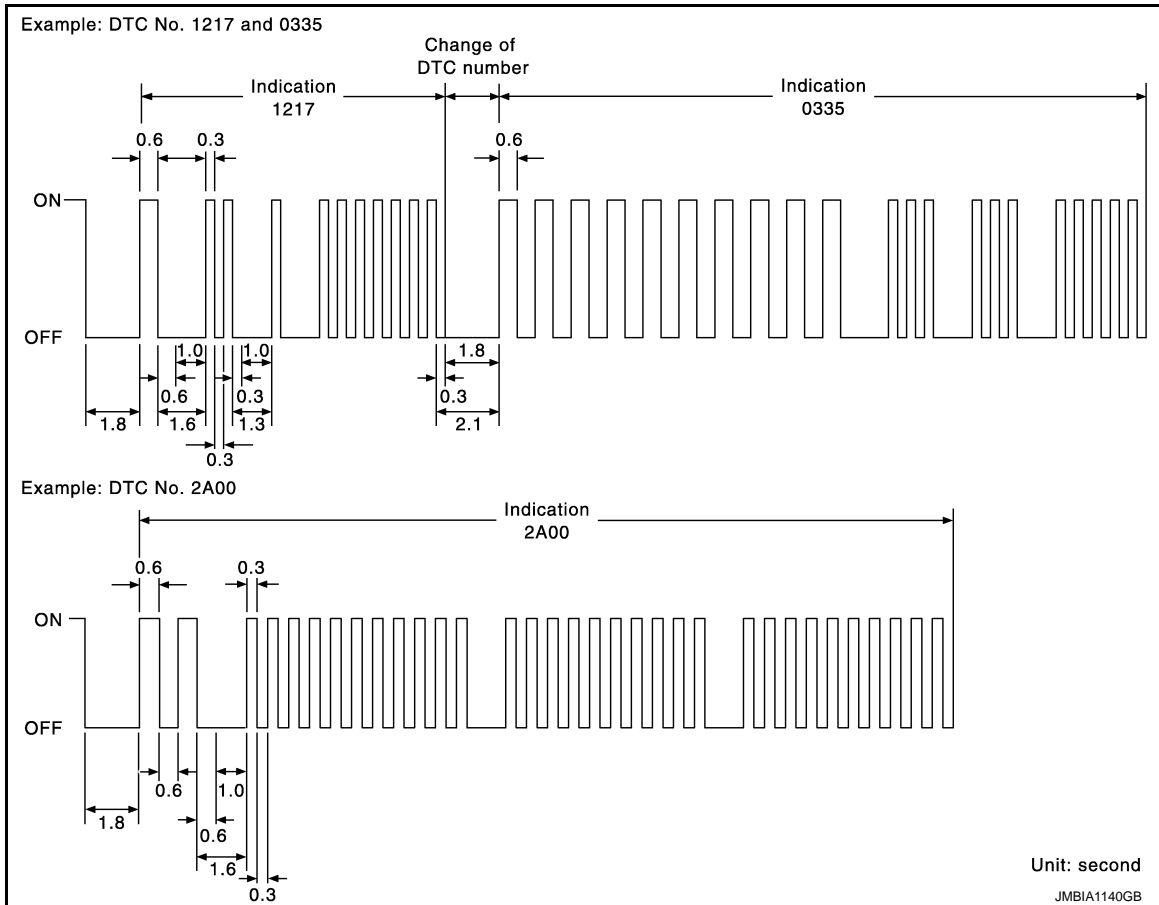 Example: DTC No. 1217 and 0335
Change of
DTC number
Indication
1217
Indication
0335
0.6
0.3
0.6
ON
OFF
1.0
1.0
1.8
0.6
0.3
0.3
1.8
1.6
1.3
2.1
0.3
Example: DTC No. 2A00
Indication
2A00
0.6
0.3
ON
OFF
0.6
1.0
1.8
0.6
1.6
0.3
Unit: second
JMBIA1140GB